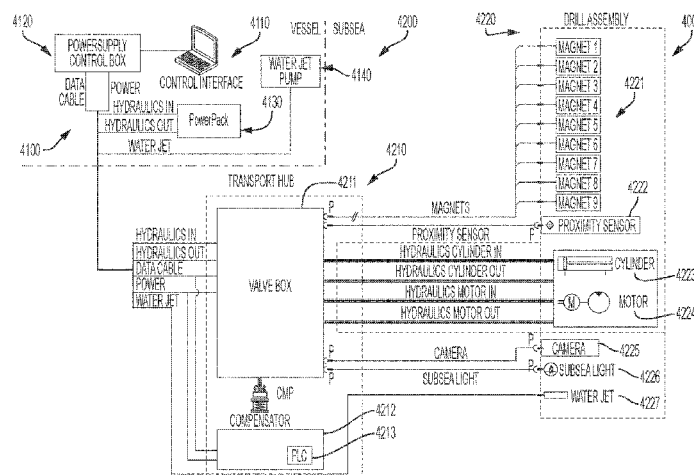 4120
POWERSUPPLY
CONTROL BOX
4110
CONTROL INTERFACE
VESSEL
SUBSEA
4200
4220
DRILL ASSEMBLY
400
DATA
CABLE
POWER
HYDRAULICS IN
HYDRAULICS OUT
WATER JET
PowerPack
4130
WATER JET
PUMP
4140
4100
MAGNET 1
MAGNET 2
MAGNET 3
MAGNET 4
MAGNET 5
MAGNET 6
MAGNET 7
MAGNET 8
MAGNET 9
4221
4222
TRANSPORT HUB
4210
4211
P
MAGNETS
PROXIMITY SENSOR
P
PROXIMITY SENSOR
HYDRAULICS IN
HYDRAULICS OUT
DATA CABLE
POWER
WATER JET
VALVE BOX
HYDRAULICS CYLINDER IN
HYDRAULICS CYLINDER OUT
HYDRAULICS MOTOR IN
HYDRAULICS MOTOR OUT
CYLINDER
4223
M
MOTOR
4224
P
CAMERA
P
CAMERA
4225
P
SUBSEA LIGHT
P
SUBSEA LIGHT
4226
WATER JET
4227
CMP
COMPENSATOR
4212
PLC
4213